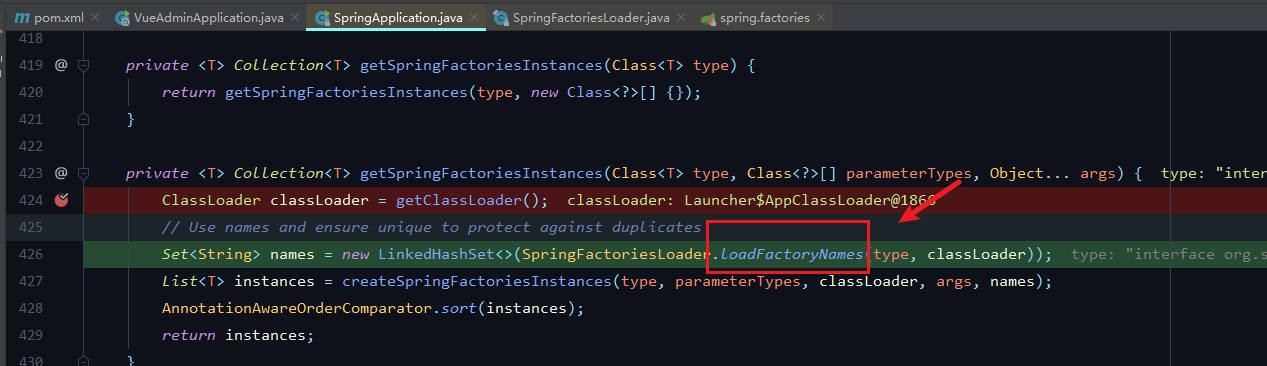 pom.xml VueAdminApplication.java SpringApplication.java SpringFactoriesLoader.java spring.factories
418
419 @ private <T> Collection<T> getSpringFactoriesInstances(Class<T> type) {
420 return getSpringFactoriesInstances(type, new Class<?>[] {});
421 }
422
423 @ private <T> Collection<T> getSpringFactoriesInstances(Class<T> type, Class<?>[] parameterTypes, Object... args) { type: "inter
424 ClassLoader classLoader = getClassLoader(); classLoader: Launcher$AppClassLoader@1860
425 // Use names and ensure unique to protect against duplicates
426 Set<String> names = new LinkedHashSet<>(SpringFactoriesLoader.loadFactoryNames(type, classLoader)); type: "interface org.s
427 List<T> instances = createSpringFactoriesInstances(type, parameterTypes, classLoader, args, names);
428 AnnotationAwareOrderComparator.sort(instances);
429 return instances;
430 }